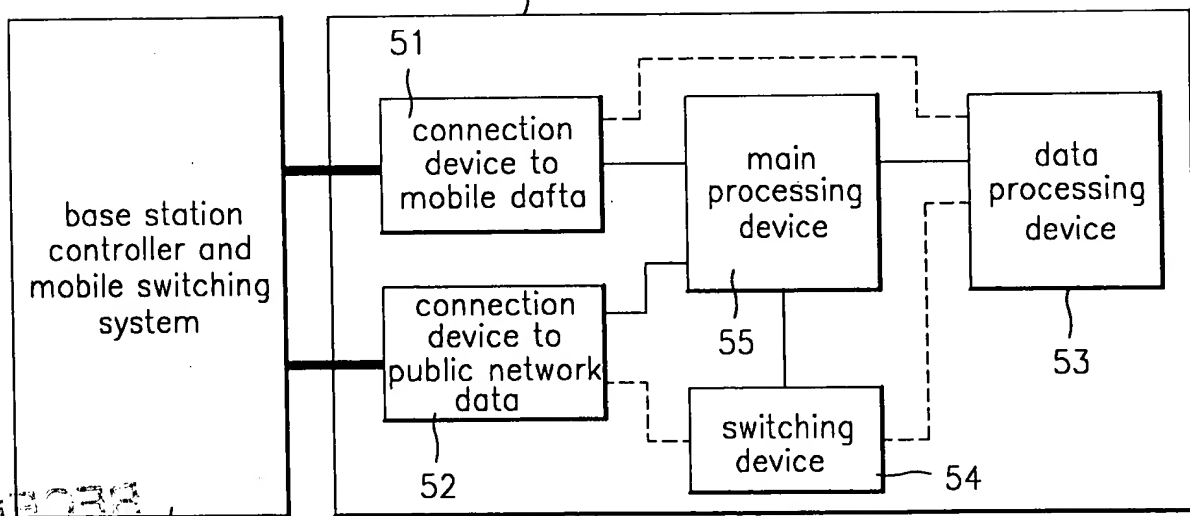 base station
controller and
mobile switching
system
51
connection
device to
mobile dafta
connection
device to
public network
data
52
main
processing
device
55
data
processing
device
53
switching
device
54